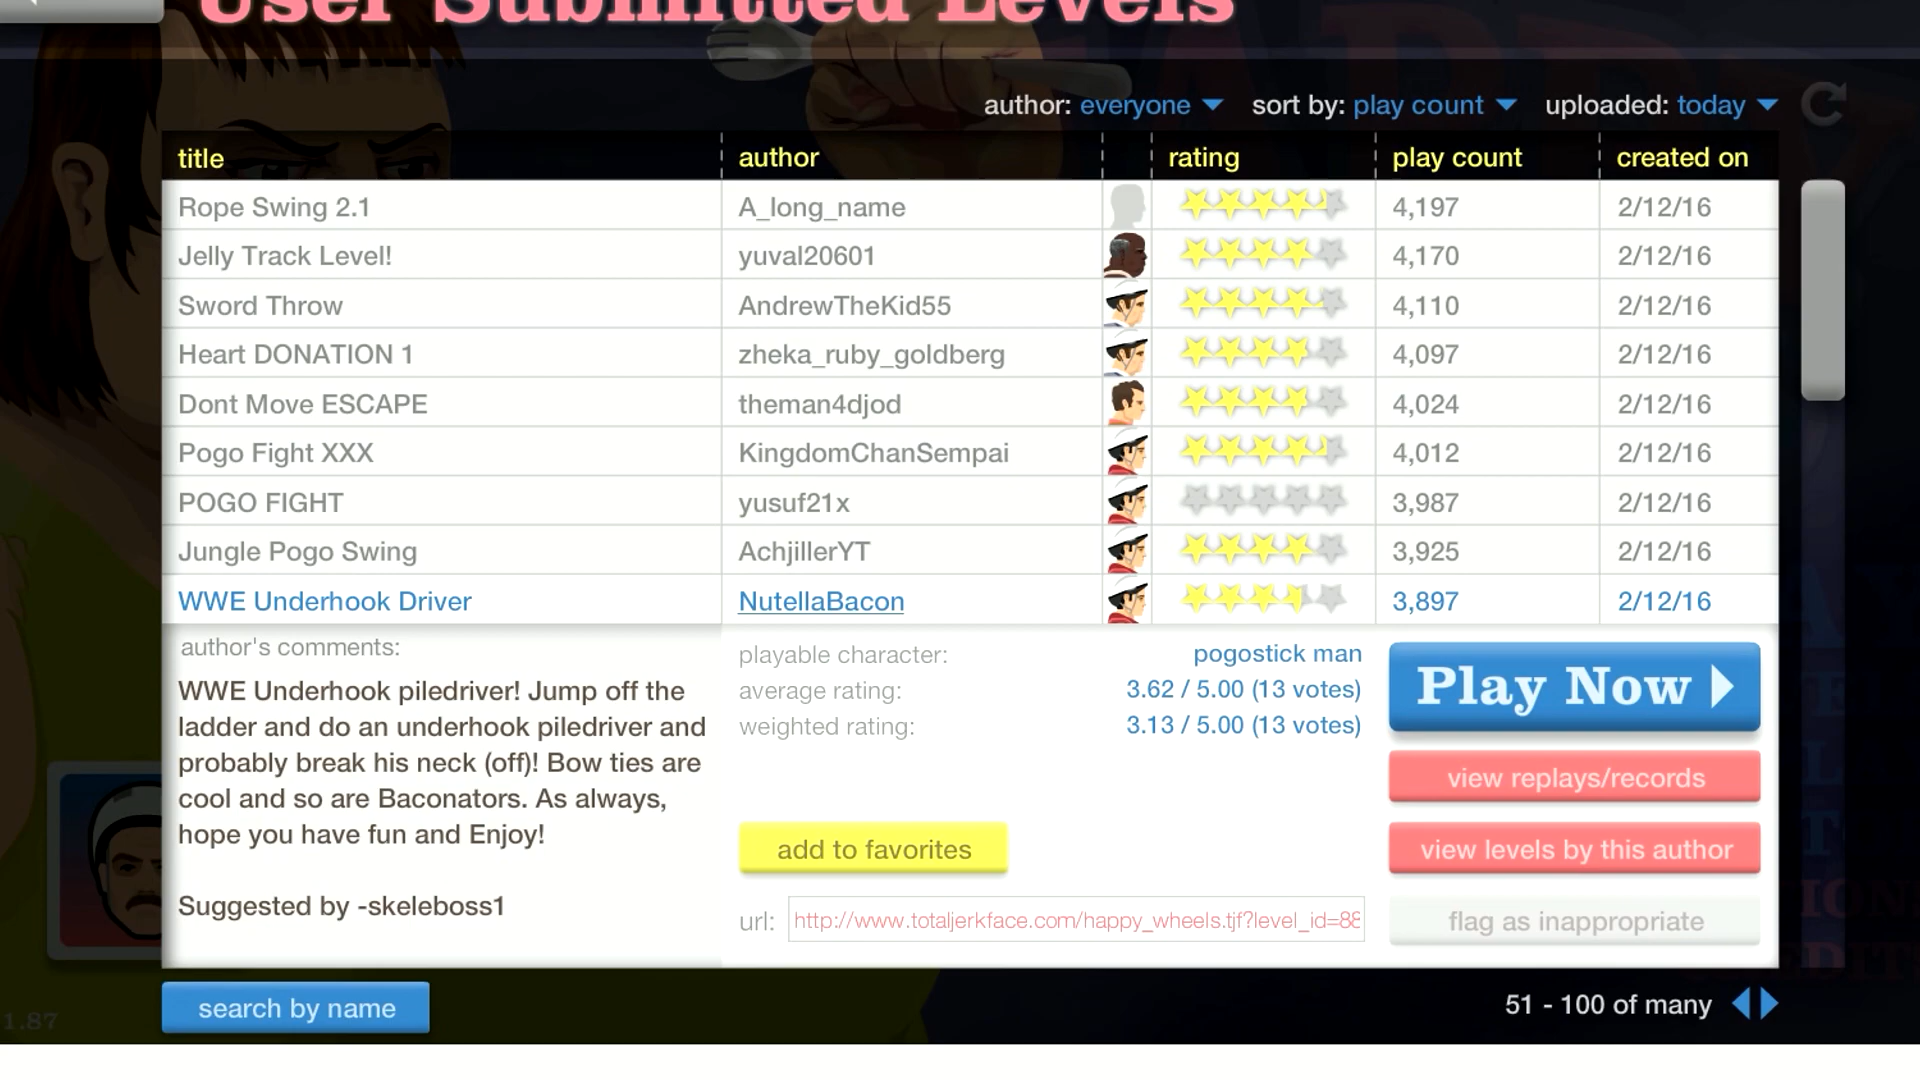 User Submitted Levels
author: everyone sort by: play count uploaded: today
title author rating play count created on
Rope Swing 2.1 A_long_name 4,197 2/12/16
Jelly Track Level! yuval20601 4,170 2/12/16
Sword Throw AndrewTheKid55 4,110 2/12/16
Heart DONATION 1 zheka_ruby_goldberg 4,097 2/12/16
Dont Move ESCAPE theman4djod 4,024 2/12/16
Pogo Fight XXX KingdomChanSempai 4,012 2/12/16
POGO FIGHT yusuf21x 3,987 2/12/16
Jungle Pogo Swing AchjillerYT 3,925 2/12/16
WWE Underhook Driver NutellaBacon 3,897 2/12/16
author's comments:
WWE Underhook piledriver! Jump off the
ladder and do an underhook piledriver and
probably break his neck (off)! Bow ties are
cool and so are Baconators. As always,
hope you have fun and Enjoy!
Suggested by -skeleboss1
playable character: pogostick man
average rating: 3.62 / 5.00 (13 votes)
weighted rating: 3.13 / 5.00 (13 votes)
add to favorites
url: http://www.totaljerkface.com/happy_wheels.tjf?level_id=88
Play Now
view replays/records
view levels by this author
flag as inappropriate
search by name
51 - 100 of many
1.87